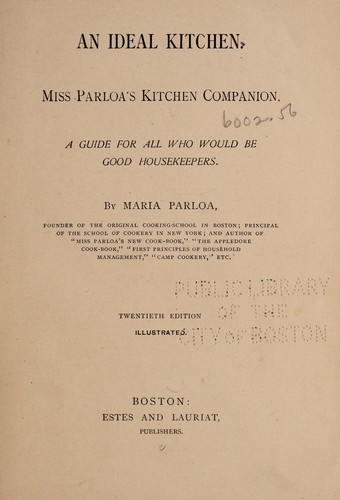 AN IDEAL KITCHEN.
MISS PARLOA'S KITCHEN COMPANION.
6002.56
A GUIDE FOR ALL WHO WOULD BE
GOOD HOUSEKEEPERS.
BY MARIA PARLOA,
FOUNDER OF THE ORIGINAL COOKING-SCHOOL IN BOSTON; PRINCIPAL
OF THE SCHOOL OF COOKERY IN NEW YORK; AND AUTHOR OF
"MISS PARLOA'S NEW COOK-BOOK," "THE APPLEDORE
COOK-BOOK," "FIRST PRINCIPLES OF HOUSEHOLD
MANAGEMENT," "CAMP COOKERY,' ETC.
PUBLIC LIBRARY
OF THE
CITY OF BOSTON
TWENTIETH EDITION
ILLUSTRATED.
BOSTON:
ESTES AND LAURIAT,
PUBLISHERS.